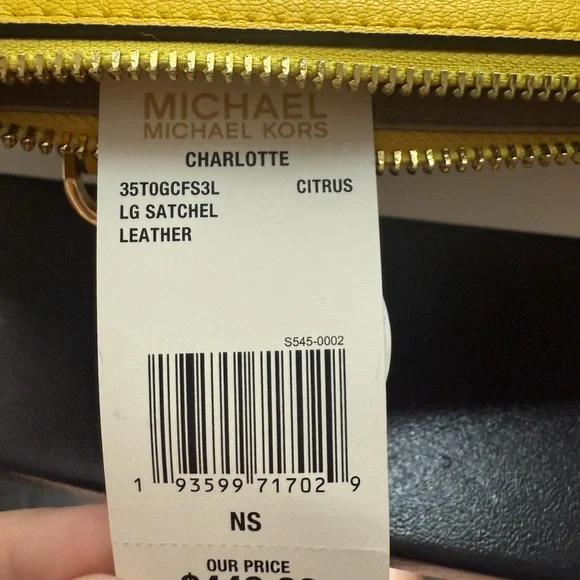 MICHAEL
MICHAEL KORS
CHARLOTTE
35T0GCFS3L CITRUS
LG SATCHEL
LEATHER
S545-0002
1 93599 71702 9
NS
OUR PRICE